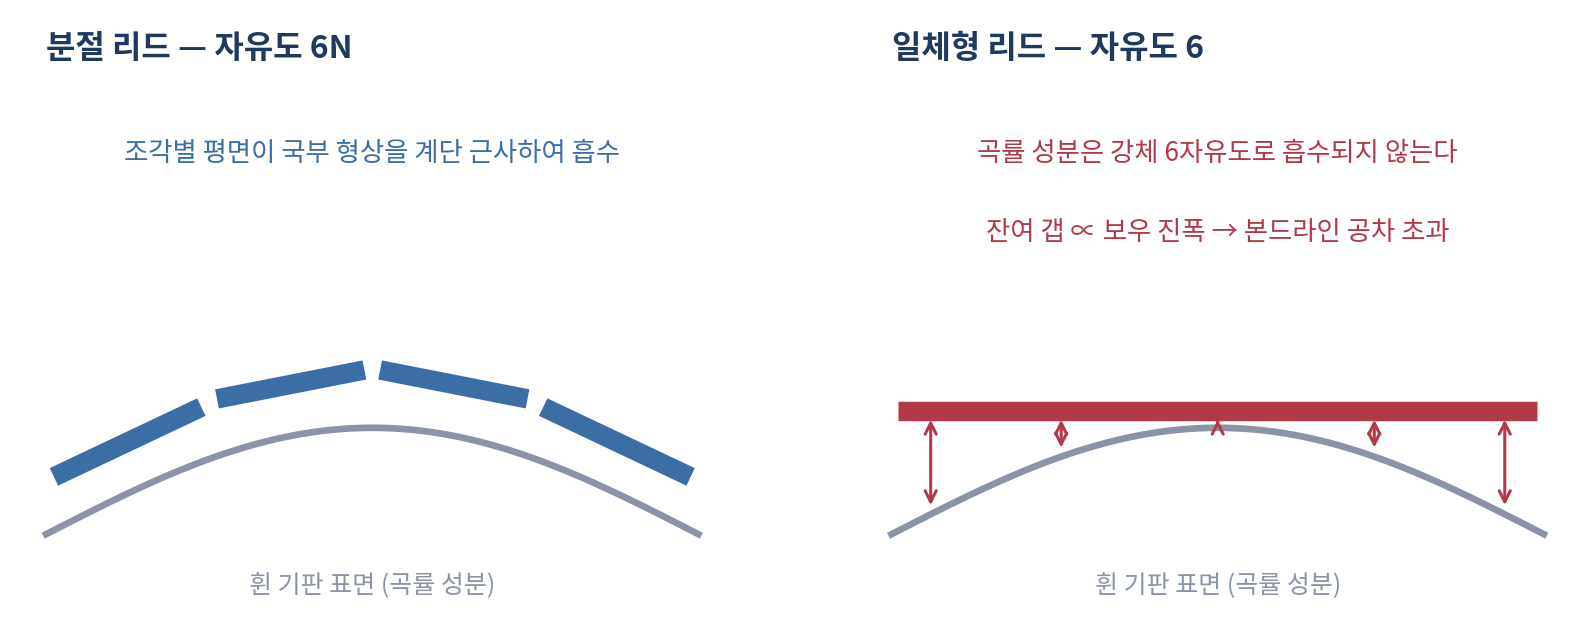 분절 리드 — 자유도 6N
조각별 평면이 국부 형상을 계단 근사하여 흡수
휜 기판 표면 (곡률 성분)
일체형 리드 — 자유도 6
곡률 성분은 강체 6자유도로 흡수되지 않는다
잔여 갭 ∝ 보우 진폭 → 본드라인 공차 초과
휜 기판 표면 (곡률 성분)